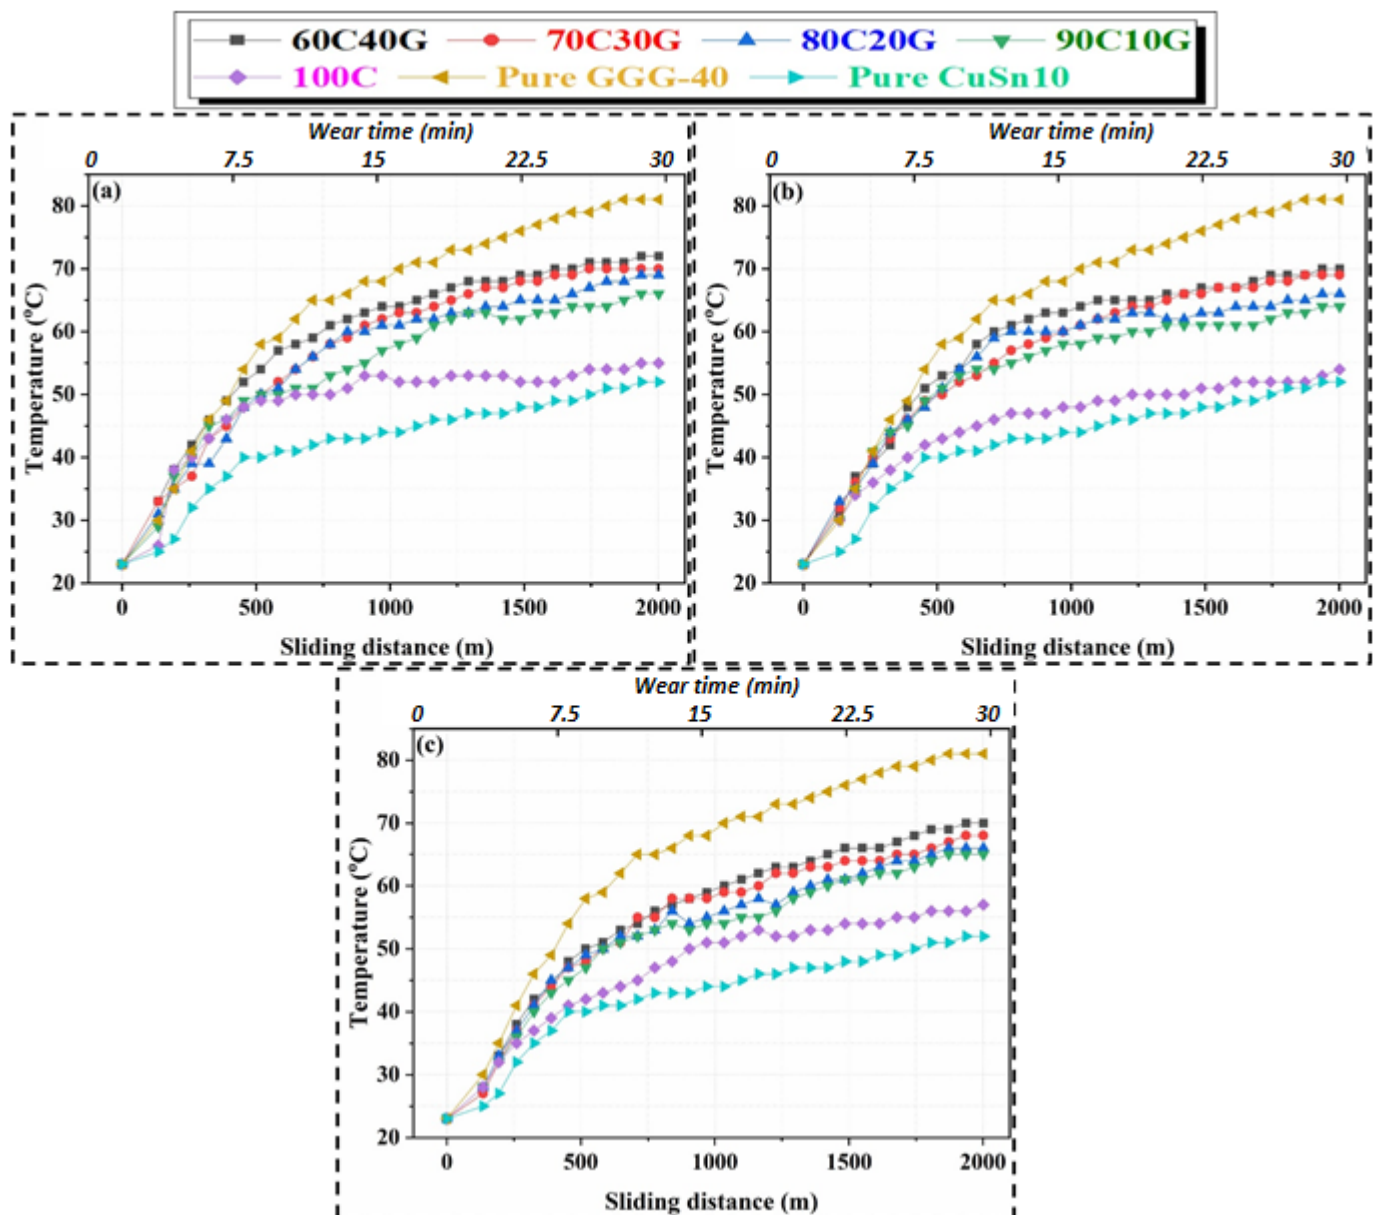 60C40G 70C30G 80C20G 90C10G
100C Pure GGG-40 Pure CuSn10
Wear time (min)
0 7.5 15 22.5 30
(a)
80
70
60
50
40
30
20
Temperature (°C)
0 500 1000 1500 2000
Sliding distance (m)
Wear time (min)
0 7.5 15 22.5 30
(b)
80
70
60
50
40
30
20
Temperature (°C)
0 500 1000 1500 2000
Sliding distance (m)
Wear time (min)
0 7.5 15 22.5 30
(c)
80
70
60
50
40
30
20
Temperature (°C)
0 500 1000 1500 2000
Sliding distance (m)